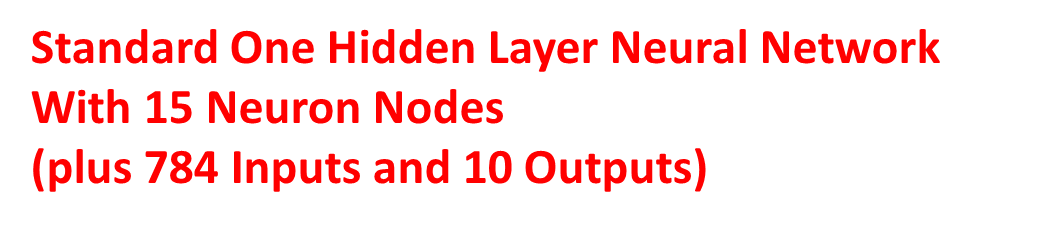 Standard One Hidden Layer Neural Network
With 15 Neuron Nodes
(plus 784 Inputs and 10 Outputs)